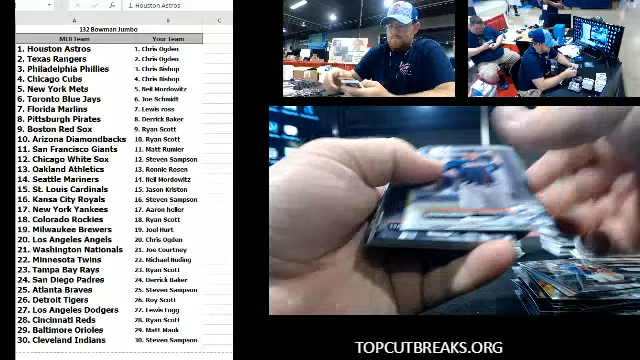 1. Houston Astros
A B C
132 Bowman Jumbo
MLB Team Your Team
1. Houston Astros 1. Chris Ogden
2. Texas Rangers 2. Chris Ogden
3. Philadelphia Phillies 3. Chris Bishop
4. Chicago Cubs 4. Chris Bishop
5. New York Mets 5. Neil Mordowitz
6. Toronto Blue Jays 6. Joe Schmidt
7. Florida Marlins 7. Lewis ross
8. Pittsburgh Pirates 8. Derrick Baker
9. Boston Red Sox 9. Ryan Scott
10. Arizona Diamondbacks 10. Ryan Scott
11. San Francisco Giants 11. Matt Rumler
12. Chicago White Sox 12. Steven Sampson
13. Oakland Athletics 13. Ronnie Rosen
14. Seattle Mariners 14. Neil Mordowitz
15. St. Louis Cardinals 15. Jason Kriston
16. Kansa City Royals 16. Steven Sampson
17. New York Yankees 17. Aaron heller
18. Colorado Rockies 18. Ryan Scott
19. Milwaukee Brewers 19. Joel Hurt
20. Los Angeles Angels 20. Chris Ogden
21. Washington Nationals 21. Joe Courtney
22. Minnesota Twins 22. Michael Ruding
23. Tampa Bay Rays 23. Ryan Scott
24. San Diego Padres 24. Derrick Baker
25. Atlanta Braves 25. Steven Sampson
26. Detroit Tigers 26. Roy Scott
27. Los Angeles Dodgers 27. Lewis Fogg
28. Cincinnati Reds 28. Ryan Scott
29. Baltimore Orioles 29. Matt Mauk
30. Cleveland Indians 30. Steven Sampson
TOPCUTBREAKS.ORG